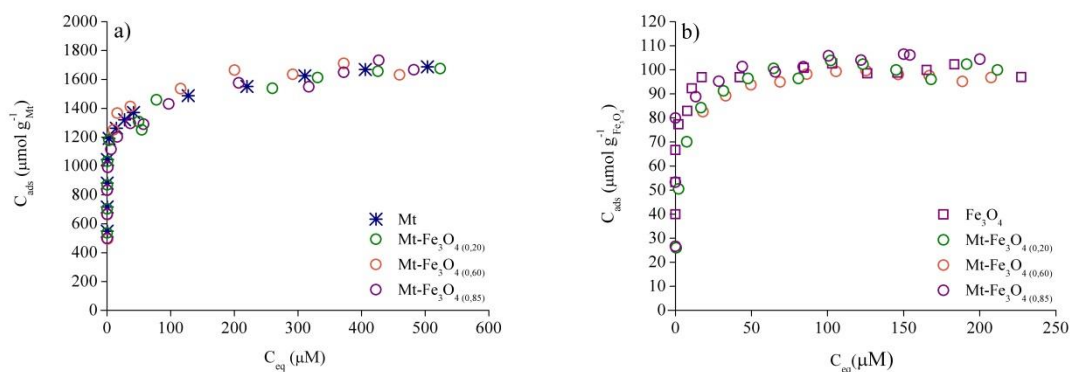 a)
2000
1800
1600
1400
1200
1000
800
600
400
200
0
C_ads (µmol g⁻¹_Mt)
Mt
Mt-Fe₃O₄ (0,20)
Mt-Fe₃O₄ (0,60)
Mt-Fe₃O₄ (0,85)
0 100 200 300 400 500 600
C_eq (µM)
b)
120
110
100
90
80
70
60
50
40
30
20
10
0
C_ads (µmol g⁻¹_Fe₃O₄)
Fe₃O₄
Mt-Fe₃O₄ (0,20)
Mt-Fe₃O₄ (0,60)
Mt-Fe₃O₄ (0,85)
0 50 100 150 200 250
C_eq (µM)